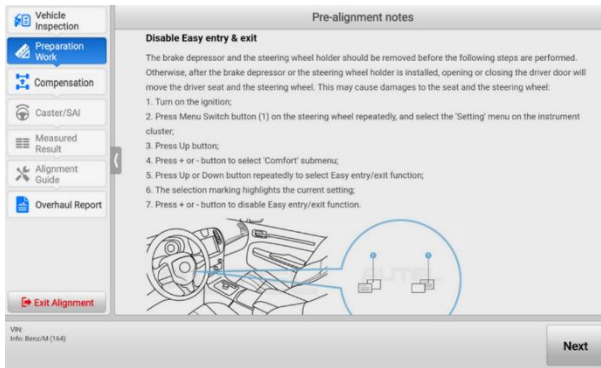 Vehicle
Inspection
Pre-alignment notes
Preparation
Work
Compensation
Caster/SAI
Measured
Result
Alignment
Guide
Overhaul Report
Exit Alignment
Disable Easy entry & exit
The brake depressor and the steering wheel holder should be removed before the following steps are performed.
Otherwise, after the brake depressor or the steering wheel holder is installed, opening or closing the driver door will
move the driver seat and the steering wheel. This may cause damages to the seat and the steering wheel:
1. Turn on the ignition;
2. Press Menu Switch button (1) on the steering wheel repeatedly, and select the 'Setting' menu on the instrument
cluster;
3. Press Up button;
4. Press + or - button to select 'Comfort' submenu;
5. Press Up or Down button repeatedly to select Easy entry/exit function;
6. The selection marking highlights the current setting;
7. Press + or - button to disable Easy entry/exit function.
AUTEL
VIN:
Info: Benz/M (164)
Next